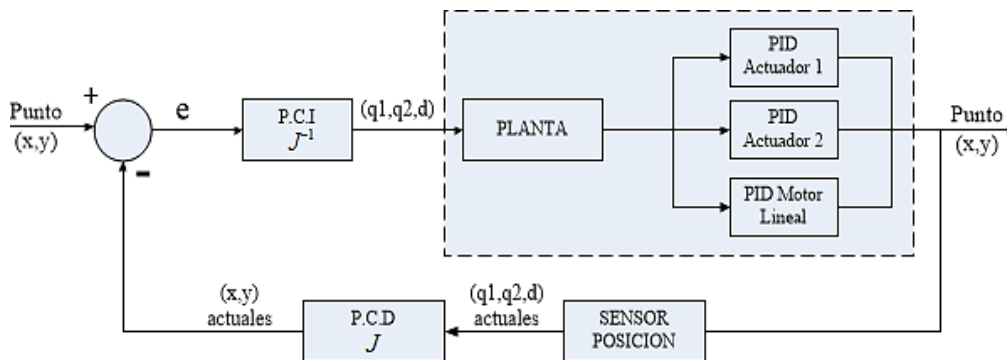 Punto
(x,y)
+
-
e
P.C.I
J⁻¹
(q1,q2,d)
PLANTA
PID
Actuador 1
PID
Actuador 2
PID Motor
Lineal
Punto
(x,y)
(x,y)
actuales
P.C.D
J
(q1,q2,d)
actuales
SENSOR
POSICION